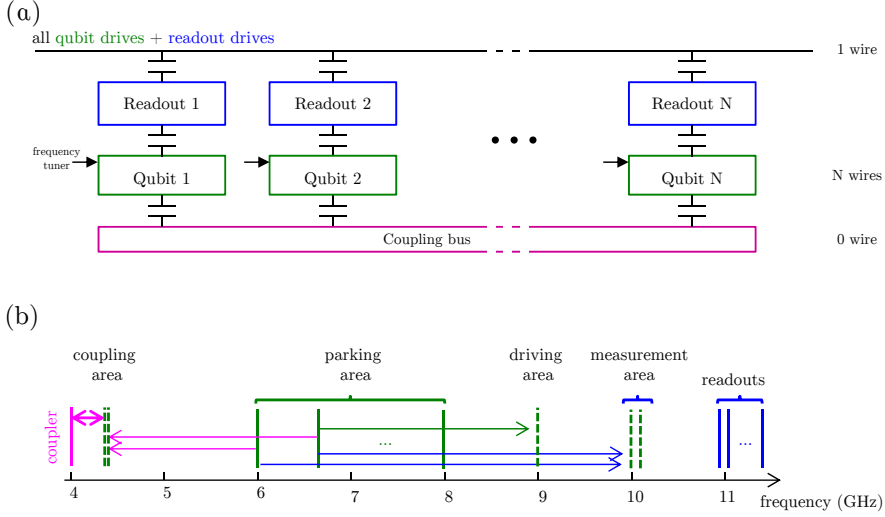 (a)
all qubit drives + readout drives
1 wire
Readout 1
Readout 2
Readout N
frequency
tuner
Qubit 1
Qubit 2
Qubit N
N wires
Coupling bus
0 wire
(b)
coupling
area
parking
area
driving
area
measurement
area
readouts
coupler
...
...
4
5
6
7
8
9
10
11
frequency (GHz)